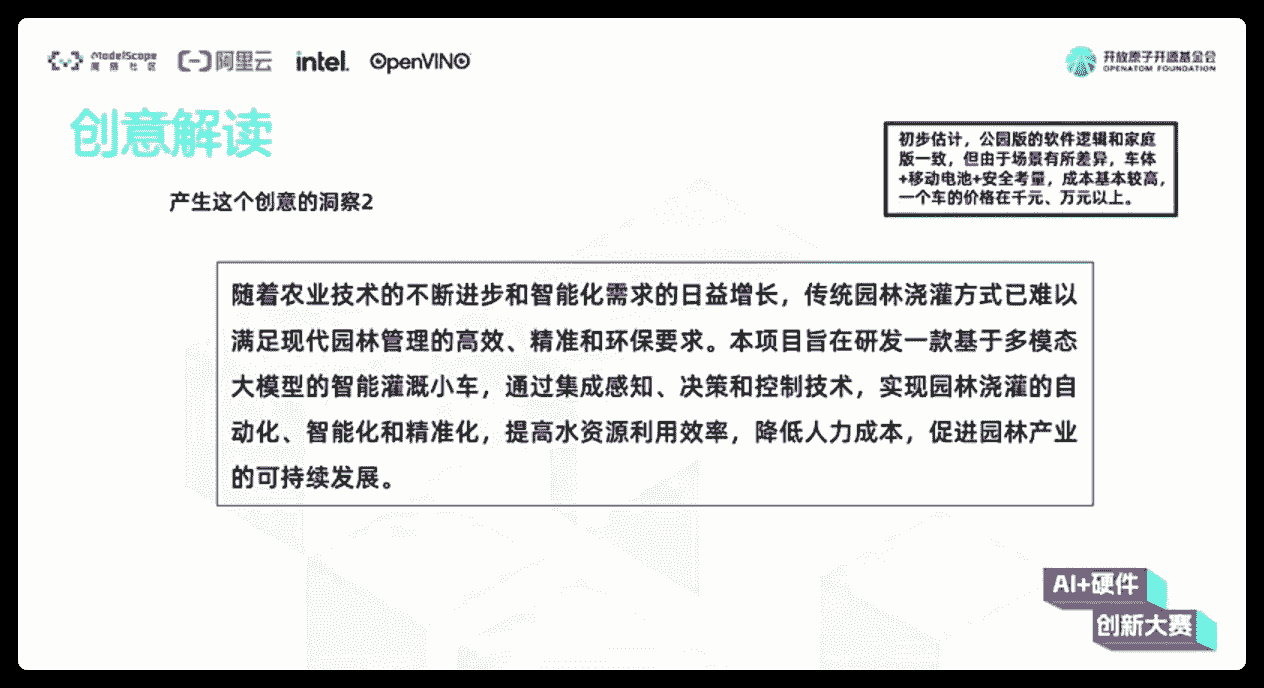 ModelScope
魔搭社区
阿里云
intel.
OpenVINO
开放原子开源基金会
OPENATOM FOUNDATION
创意解读
初步估计，公园版的软件逻辑和家庭
版一致，但由于场景有所差异，车体
+移动电池+安全考量，成本基本较高，
一个车的价格在千元、万元以上。
产生这个创意的洞察2
随着农业技术的不断进步和智能化需求的日益增长，传统园林浇灌方式已难以
满足现代园林管理的高效、精准和环保要求。本项目旨在研发一款基于多模态
大模型的智能灌溉小车，通过集成感知、决策和控制技术，实现园林浇灌的自
动化、智能化和精准化，提高水资源利用效率，降低人力成本，促进园林产业
的可持续发展。
AI+硬件
创新大赛